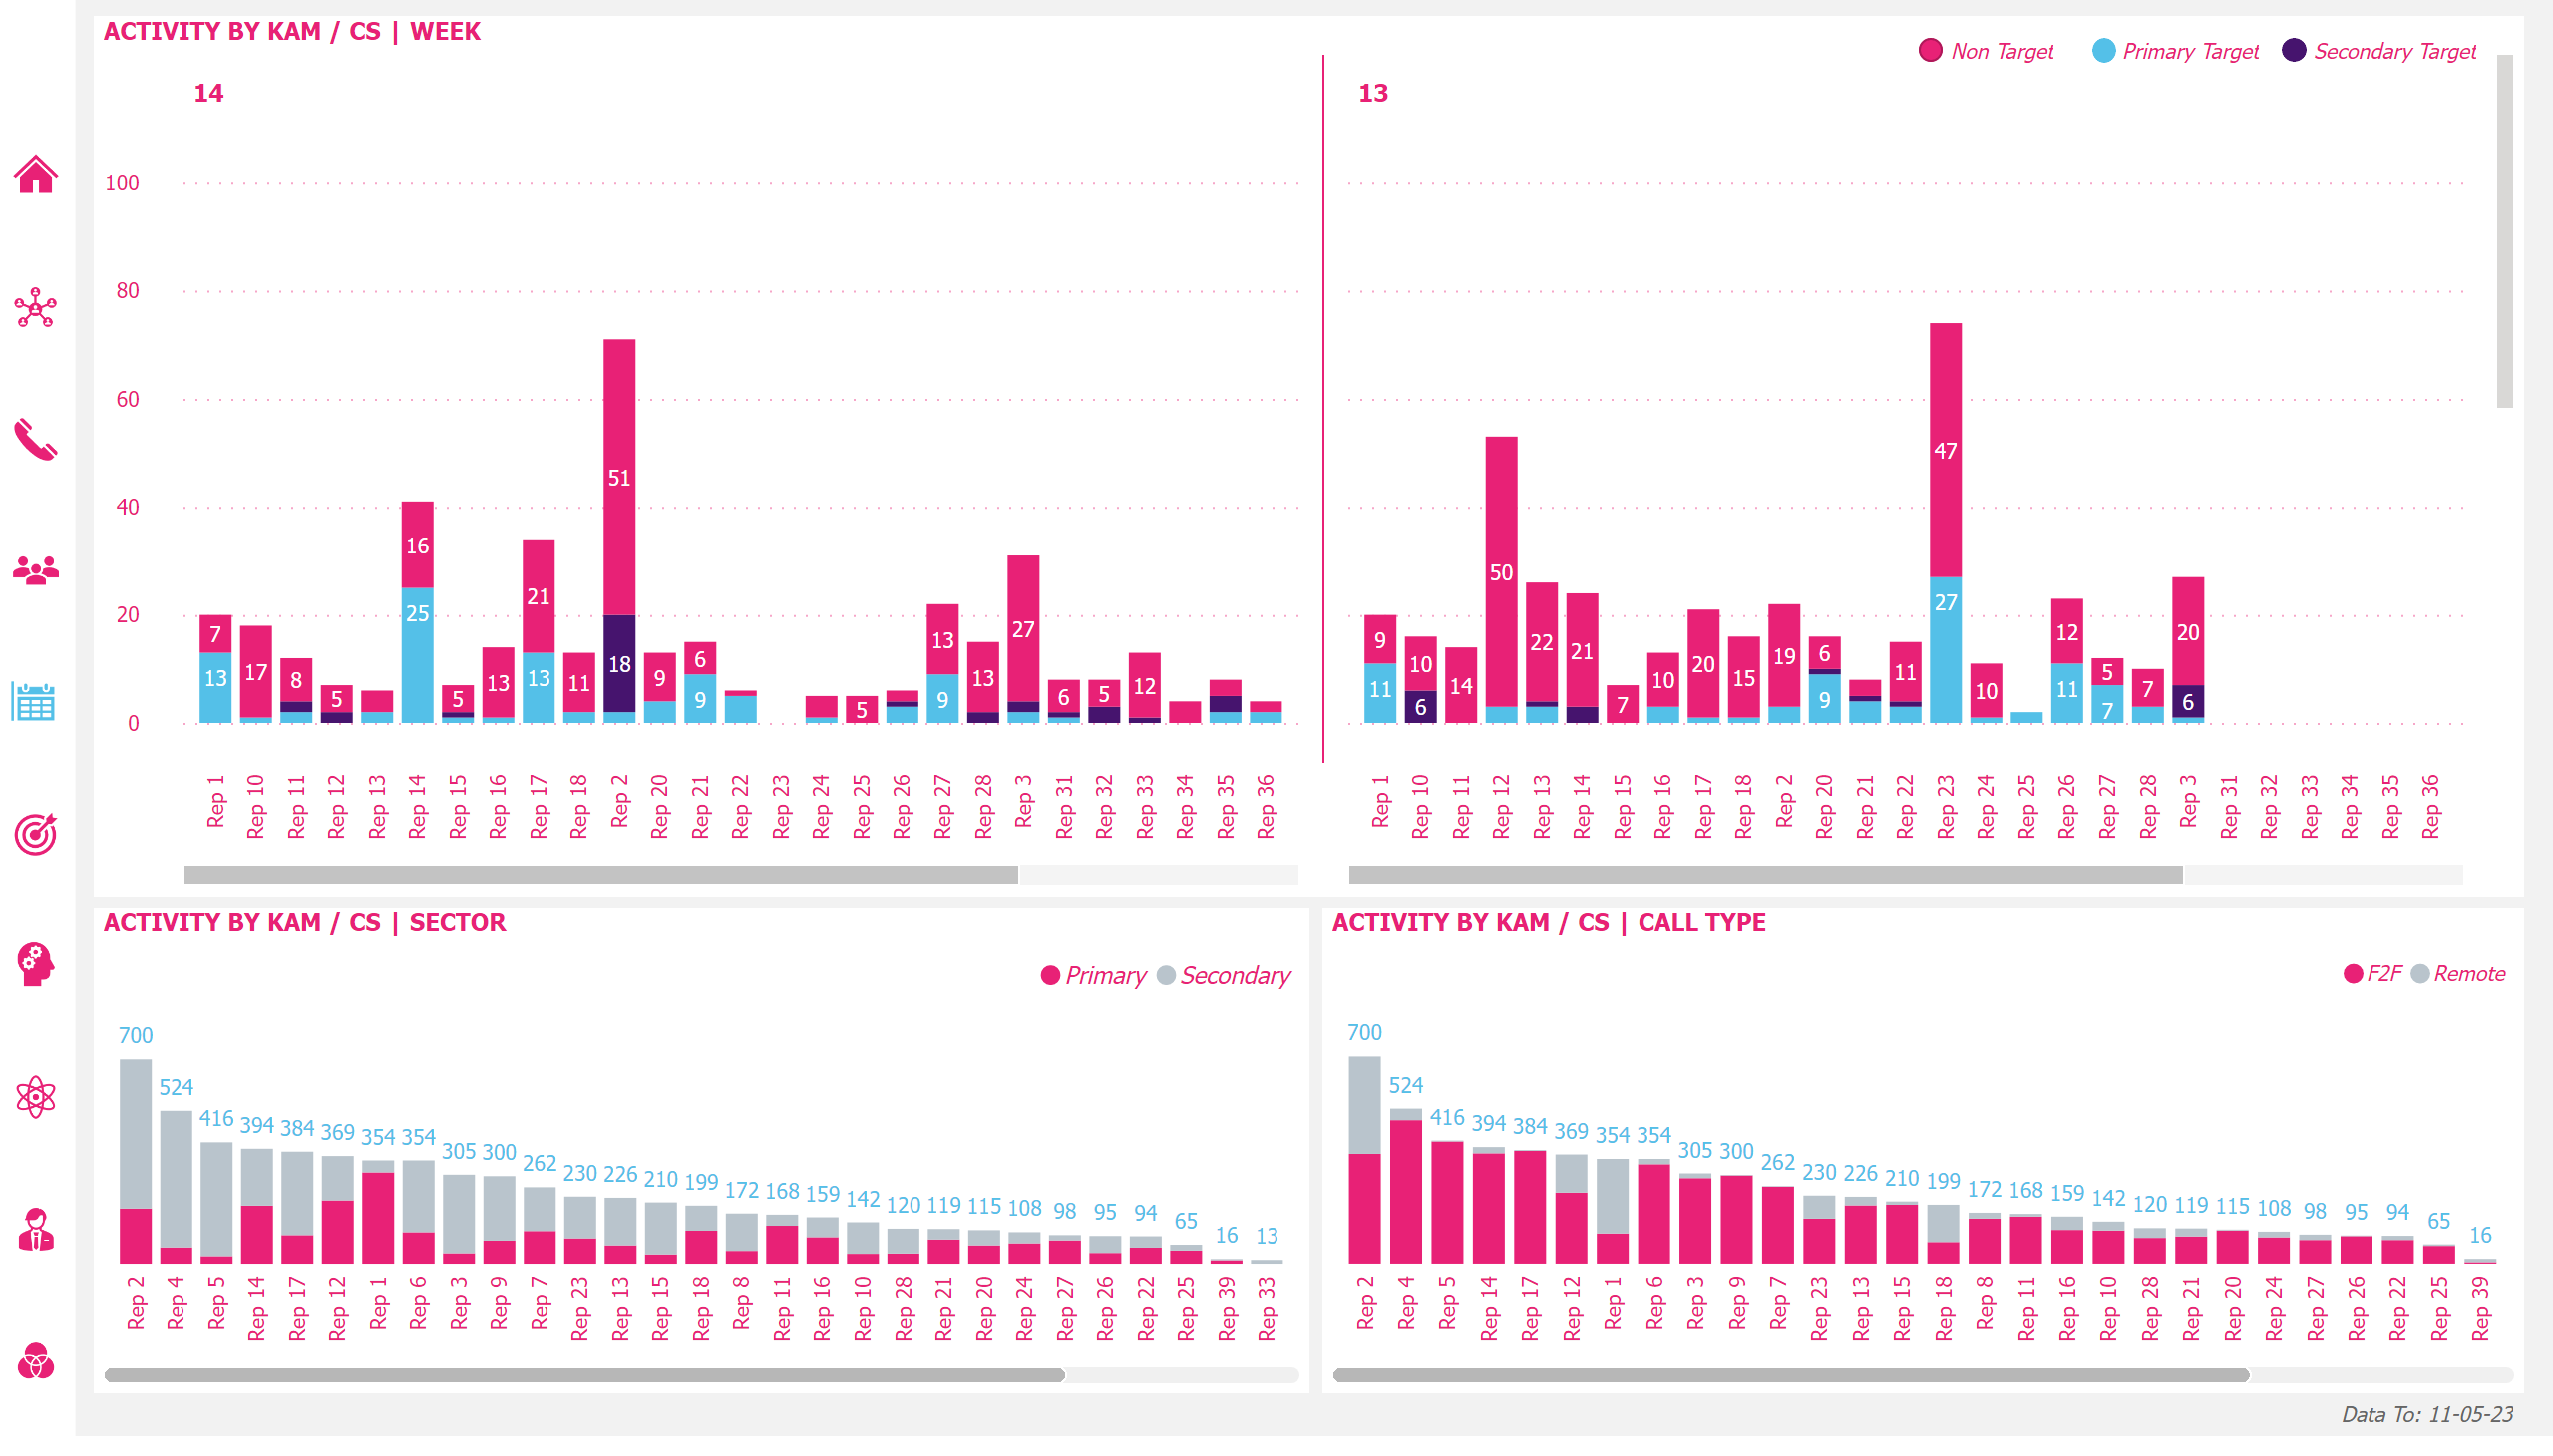 ACTIVITY BY KAM / CS | WEEK
Non Target Primary Target Secondary Target
14
13
100
80
60
40
20
0
7 13 17 8 5 16 25 5 13 21 13 11 51 18 9 6 9 5 13 9 13 27 6 5 12
9 11 10 6 14 50 22 21 7 10 20 15 19 6 9 11 47 27 10 12 11 5 7 7 20 6
Rep 1 Rep 10 Rep 11 Rep 12 Rep 13 Rep 14 Rep 15 Rep 16 Rep 17 Rep 18 Rep 2 Rep 20 Rep 21 Rep 22 Rep 23 Rep 24 Rep 25 Rep 26 Rep 27 Rep 28 Rep 3 Rep 31 Rep 32 Rep 33 Rep 34 Rep 35 Rep 36
Rep 1 Rep 10 Rep 11 Rep 12 Rep 13 Rep 14 Rep 15 Rep 16 Rep 17 Rep 18 Rep 2 Rep 20 Rep 21 Rep 22 Rep 23 Rep 24 Rep 25 Rep 26 Rep 27 Rep 28 Rep 3 Rep 31 Rep 32 Rep 33 Rep 34 Rep 35 Rep 36
ACTIVITY BY KAM / CS | SECTOR
Primary Secondary
700 524 416 394 384 369 354 354 305 300 262 230 226 210 199 172 168 159 142 120 119 115 108 98 95 94 65 16 13
Rep 2 Rep 4 Rep 5 Rep 14 Rep 17 Rep 12 Rep 1 Rep 6 Rep 3 Rep 9 Rep 7 Rep 23 Rep 13 Rep 15 Rep 18 Rep 8 Rep 11 Rep 16 Rep 10 Rep 28 Rep 21 Rep 20 Rep 24 Rep 27 Rep 26 Rep 22 Rep 25 Rep 39 Rep 33
ACTIVITY BY KAM / CS | CALL TYPE
F2F Remote
700 524 416 394 384 369 354 354 305 300 262 230 226 210 199 172 168 159 142 120 119 115 108 98 95 94 65 16
Rep 2 Rep 4 Rep 5 Rep 14 Rep 17 Rep 12 Rep 1 Rep 6 Rep 3 Rep 9 Rep 7 Rep 23 Rep 13 Rep 15 Rep 18 Rep 8 Rep 11 Rep 16 Rep 10 Rep 28 Rep 21 Rep 20 Rep 24 Rep 27 Rep 26 Rep 22 Rep 25 Rep 39
Data To: 11-05-23